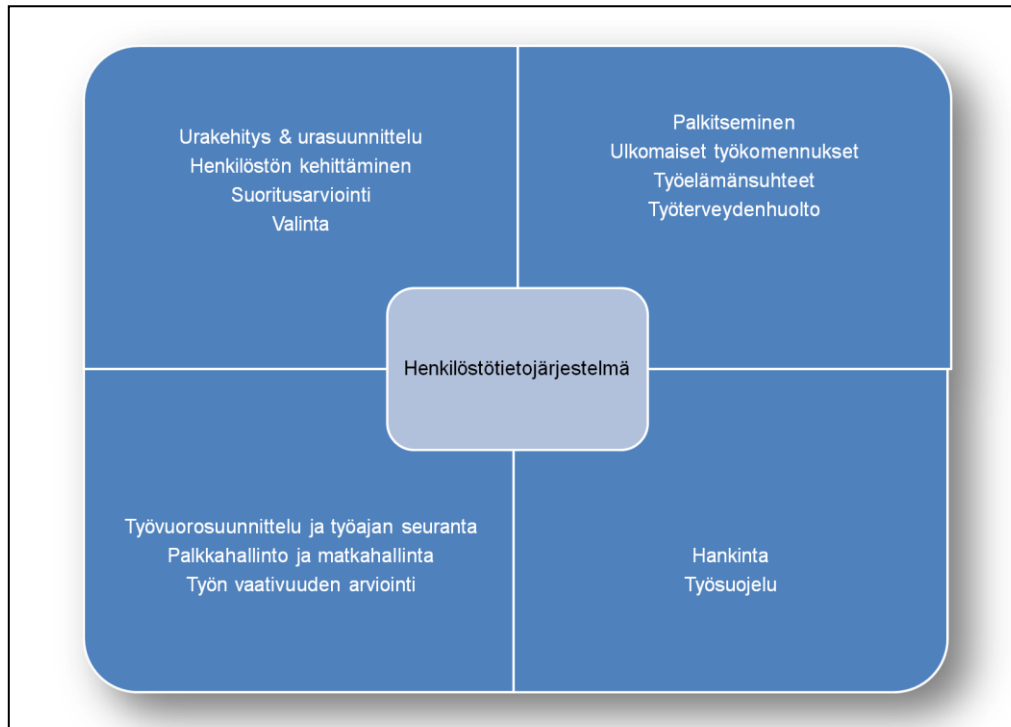 Urakehitys & urasuunnittelu
Henkilöstön kehittäminen
Suoritusarviointi
Valinta
Palkitseminen
Ulkomaiset työkomennukset
Työelämänsuhteet
Työterveydenhuolto
Henkilöstötietojärjestelmä
Työvuorosuunnittelu ja työajan seuranta
Palkkahallinto ja matkahallinta
Työn vaativuuden arviointi
Hankinta
Työsuojelu